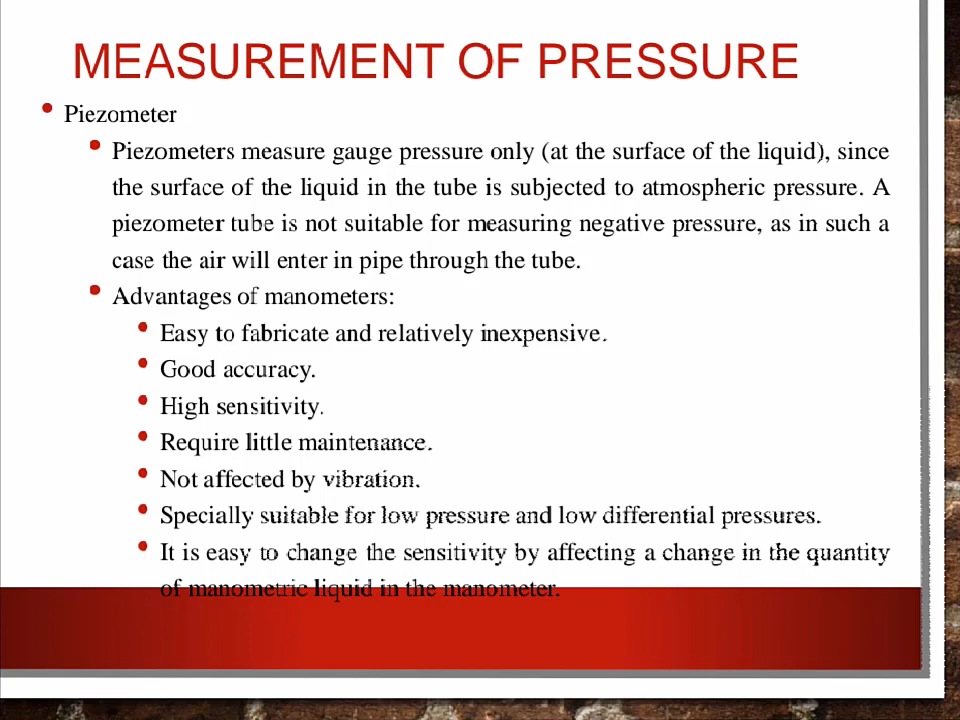 MEASUREMENT OF PRESSURE
• Piezometer
• Piezometers measure gauge pressure only (at the surface of the liquid), since
the surface of the liquid in the tube is subjected to atmospheric pressure. A
piezometer tube is not suitable for measuring negative pressure, as in such a
case the air will enter in pipe through the tube.
• Advantages of manometers:
• Easy to fabricate and relatively inexpensive.
• Good accuracy.
• High sensitivity.
• Require little maintenance.
• Not affected by vibration.
• Specially suitable for low pressure and low differential pressures.
• It is easy to change the sensitivity by affecting a change in the quantity
of manometric liquid in the manometer.